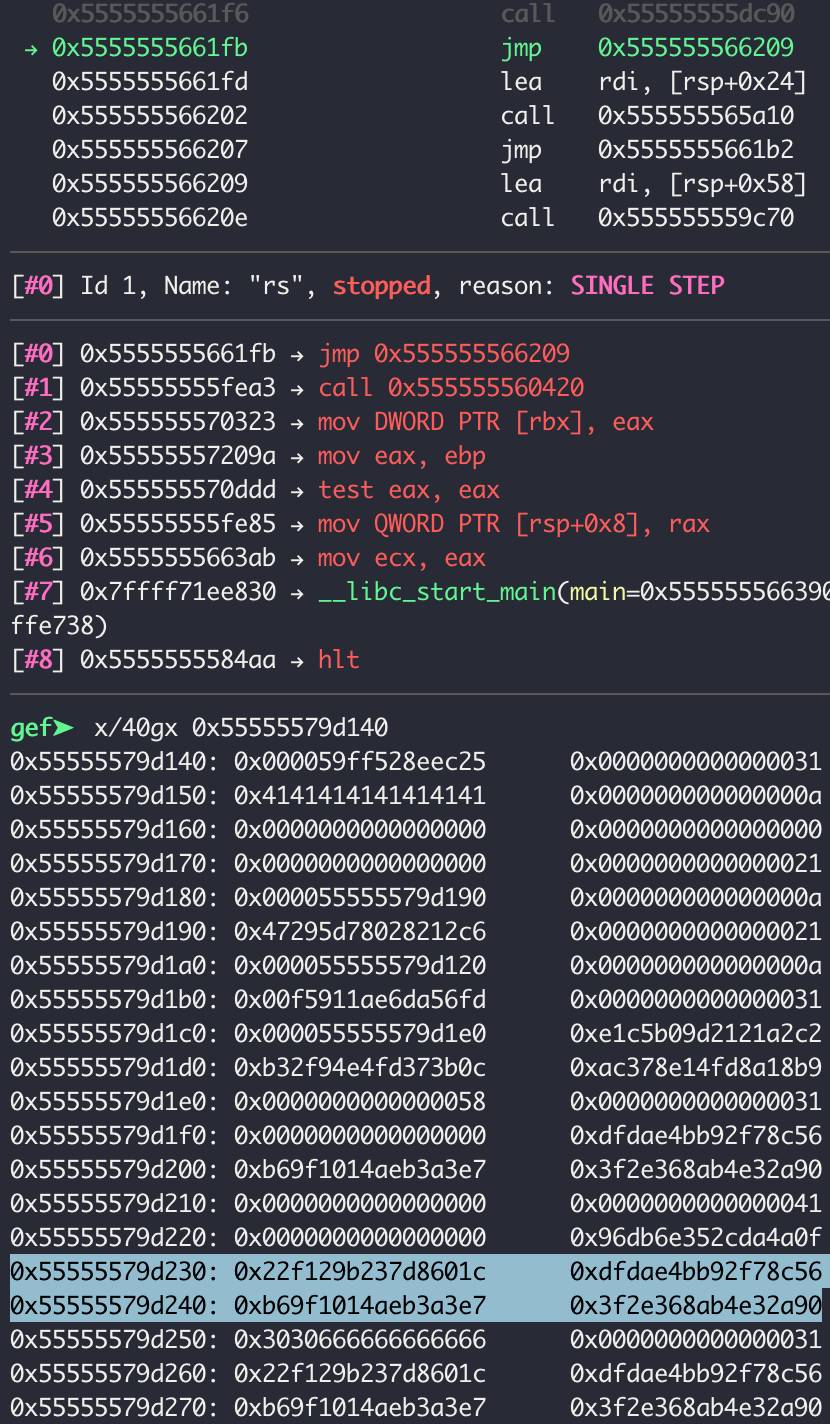 0x5555555661f6 call 0x55555555dc90
→ 0x5555555661fb jmp 0x555555566209
0x5555555661fd lea rdi, [rsp+0x24]
0x555555566202 call 0x555555565a10
0x555555566207 jmp 0x5555555661b2
0x555555566209 lea rdi, [rsp+0x58]
0x55555556620e call 0x555555559c70
[#0] Id 1, Name: "rs", stopped, reason: SINGLE STEP
[#0] 0x5555555661fb → jmp 0x555555566209
[#1] 0x55555555fea3 → call 0x555555560420
[#2] 0x555555570323 → mov DWORD PTR [rbx], eax
[#3] 0x55555557209a → mov eax, ebp
[#4] 0x555555570ddd → test eax, eax
[#5] 0x55555555fe85 → mov QWORD PTR [rsp+0x8], rax
[#6] 0x5555555663ab → mov ecx, eax
[#7] 0x7ffff71ee830 → __libc_start_main(main=0x555555566390
ffe738)
[#8] 0x5555555584aa → hlt
gef➤ x/40gx 0x55555579d140
0x55555579d140: 0x000059ff528eec25 0x0000000000000031
0x55555579d150: 0x4141414141414141 0x000000000000000a
0x55555579d160: 0x0000000000000000 0x0000000000000000
0x55555579d170: 0x0000000000000000 0x0000000000000021
0x55555579d180: 0x000055555579d190 0x000000000000000a
0x55555579d190: 0x47295d78028212c6 0x0000000000000021
0x55555579d1a0: 0x000055555579d120 0x000000000000000a
0x55555579d1b0: 0x00f5911ae6da56fd 0x0000000000000031
0x55555579d1c0: 0x000055555579d1e0 0xe1c5b09d2121a2c2
0x55555579d1d0: 0xb32f94e4fd373b0c 0xac378e14fd8a18b9
0x55555579d1e0: 0x0000000000000058 0x0000000000000031
0x55555579d1f0: 0x0000000000000000 0xdfdae4bb92f78c56
0x55555579d200: 0xb69f1014aeb3a3e7 0x3f2e368ab4e32a90
0x55555579d210: 0x0000000000000000 0x0000000000000041
0x55555579d220: 0x0000000000000000 0x96db6e352cda4a0f
0x55555579d230: 0x22f129b237d8601c 0xdfdae4bb92f78c56
0x55555579d240: 0xb69f1014aeb3a3e7 0x3f2e368ab4e32a90
0x55555579d250: 0x3030666666666666 0x0000000000000031
0x55555579d260: 0x22f129b237d8601c 0xdfdae4bb92f78c56
0x55555579d270: 0xb69f1014aeb3a3e7 0x3f2e368ab4e32a90